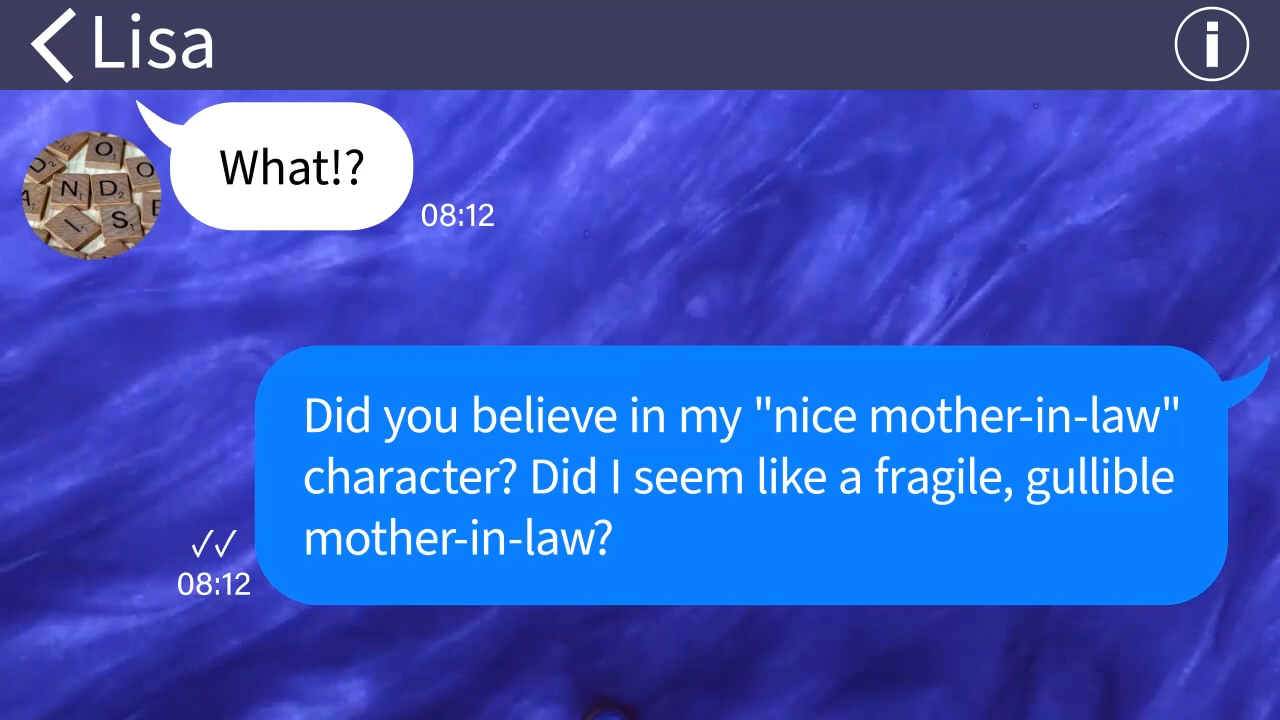 Lisa
What!?
08:12
Did you believe in my "nice mother-in-law"
character? Did I seem like a fragile, gullible
mother-in-law?
✓✓
08:12
O
D
O
N D
A
I S
E